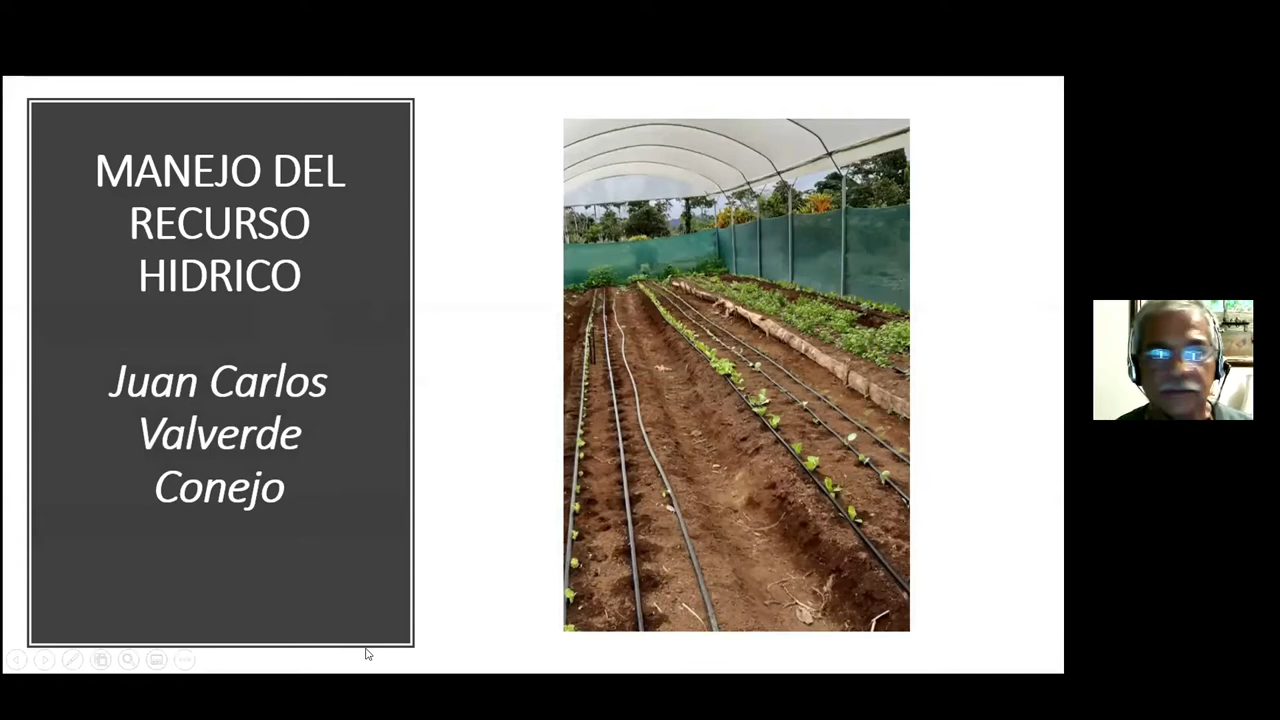 MANEJO DEL
RECURSO
HIDRICO
Juan Carlos
Valverde
Conejo